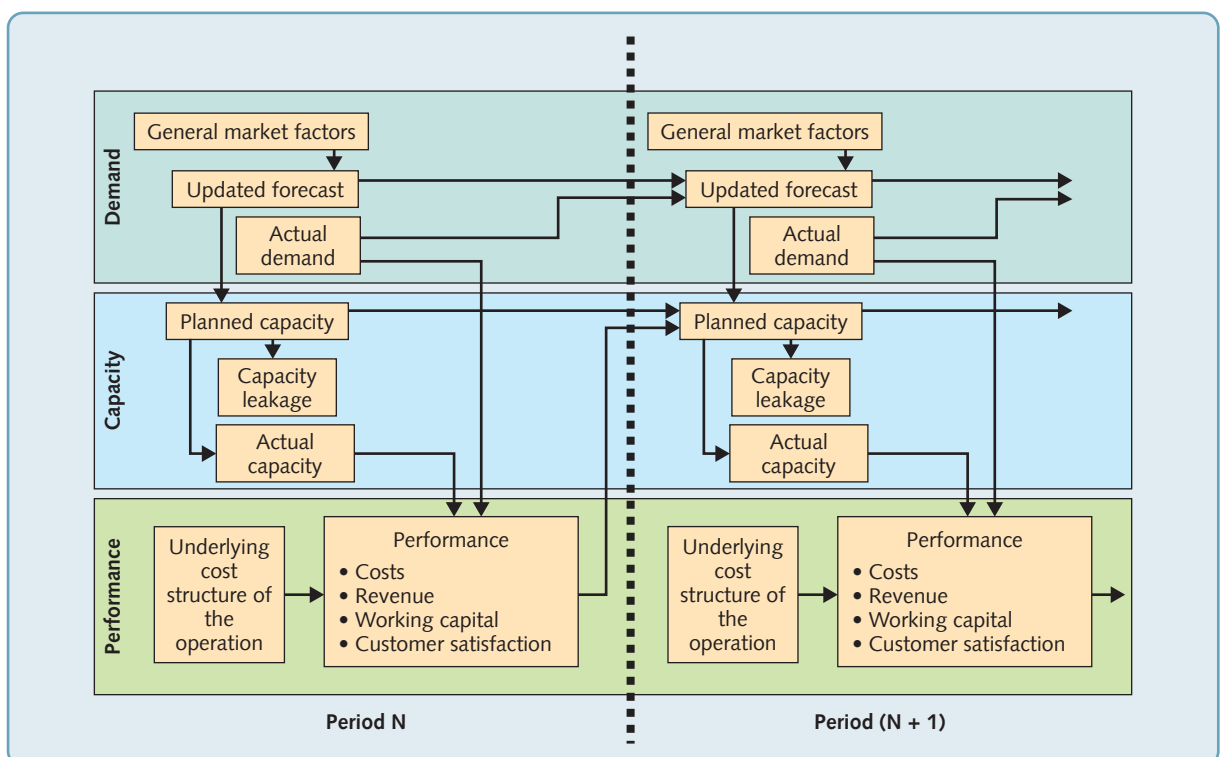 Demand
General market factors
Updated forecast
Actual
demand
General market factors
Updated forecast
Actual
demand
Capacity
Planned capacity
Capacity
leakage
Actual
capacity
Planned capacity
Capacity
leakage
Actual
capacity
Performance
Underlying
cost
structure of
the
operation
Performance
• Costs
• Revenue
• Working capital
• Customer satisfaction
Underlying
cost
structure of
the
operation
Performance
• Costs
• Revenue
• Working capital
• Customer satisfaction
Period N
Period (N + 1)